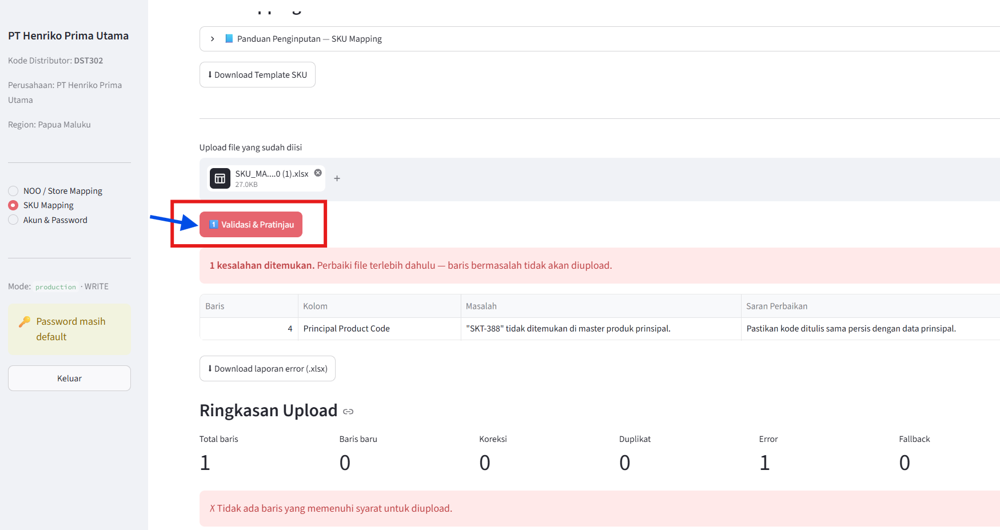 PT Henriko Prima Utama
Kode Distributor: DST302
Perusahaan: PT Henriko Prima
Utama
Region: Papua Maluku
NOO / Store Mapping
SKU Mapping
Akun & Password
Mode: production · WRITE
🔑 Password masih
default
Keluar
📘 Panduan Penginputan — SKU Mapping
⬇ Download Template SKU
Upload file yang sudah diisi
SKU_MA....0 (1).xlsx
27.0KB
1️⃣ Validasi & Pratinjau
1 kesalahan ditemukan. Perbaiki file terlebih dahulu — baris bermasalah tidak akan diupload.
Baris Kolom Masalah Saran Perbaikan
4 Principal Product Code "SKT-388" tidak ditemukan di master produk prinsipal. Pastikan kode ditulis sama persis dengan data prinsipal.
⬇ Download laporan error (.xlsx)
Ringkasan Upload
Total baris Baris baru Koreksi Duplikat Error Fallback
1 0 0 0 1 0
✗ Tidak ada baris yang memenuhi syarat untuk diupload.